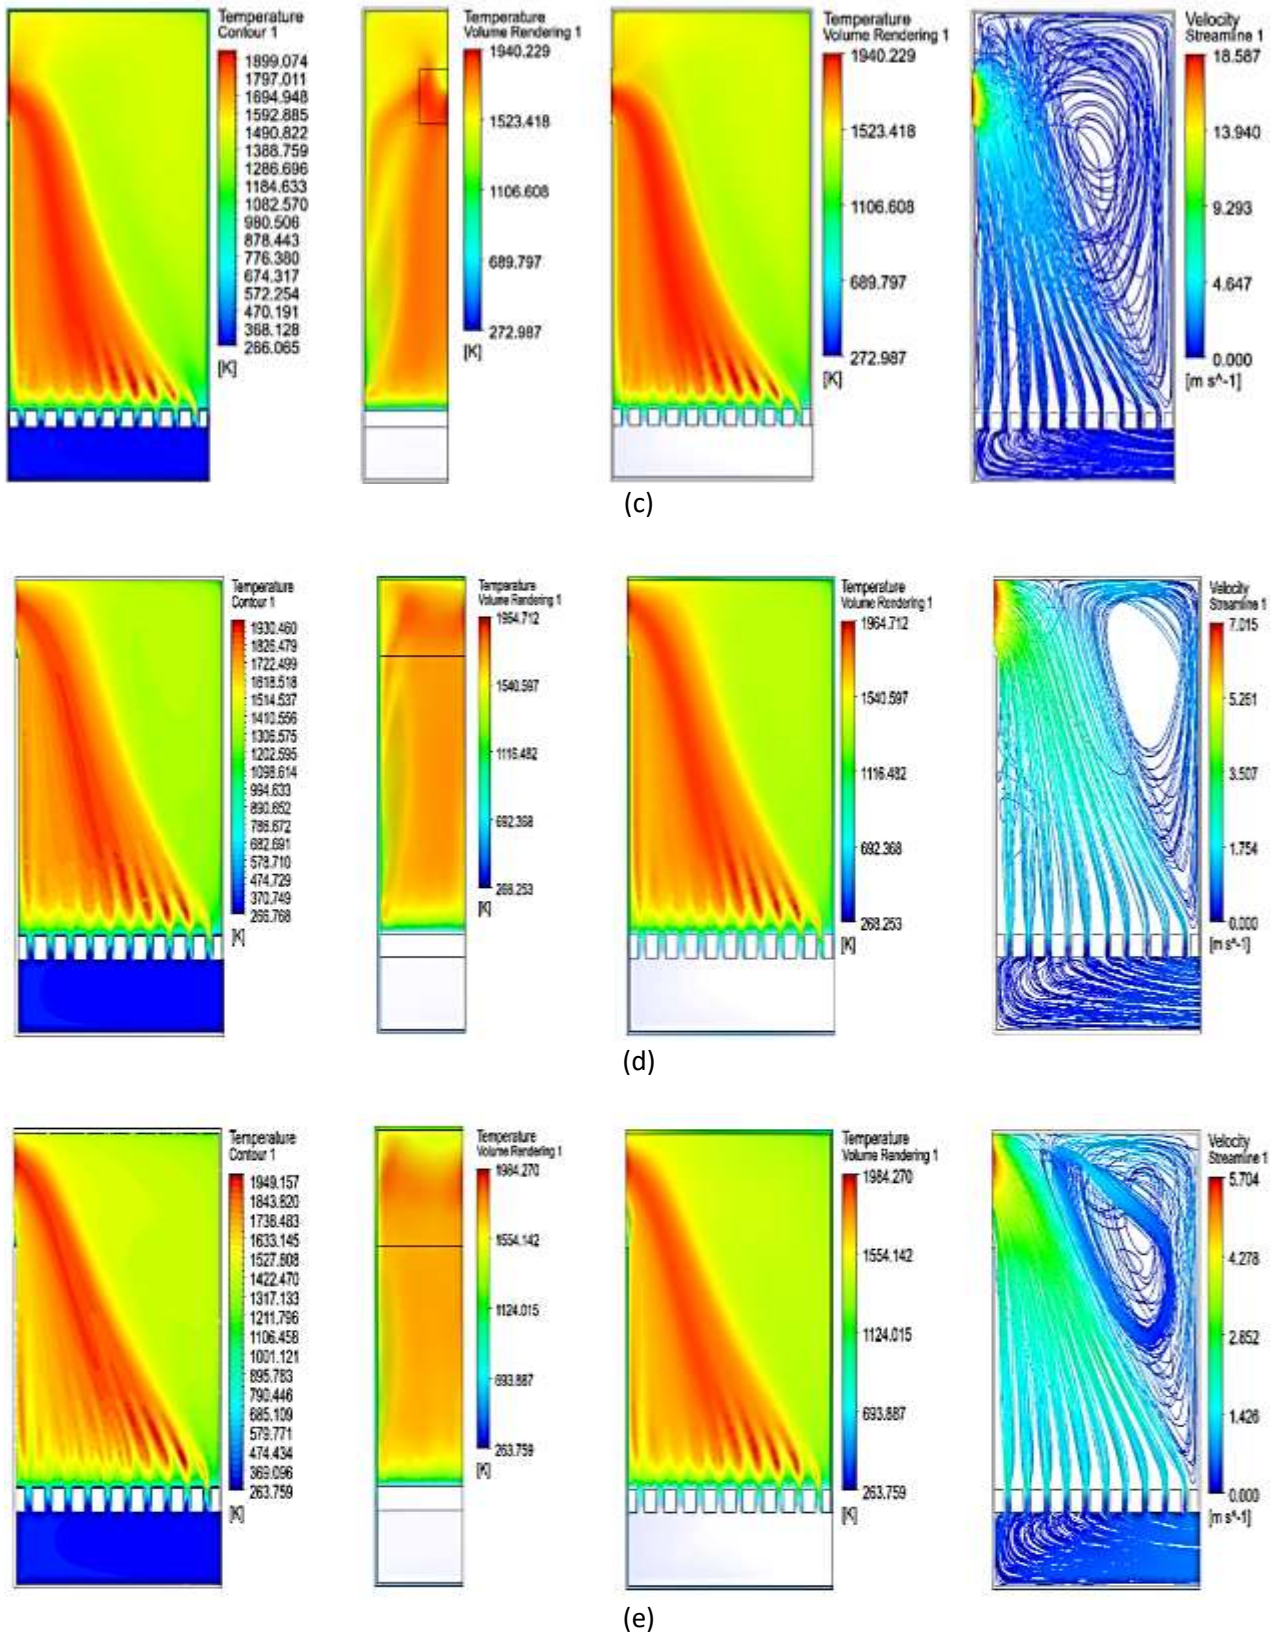 Temperature
Contour 1
1899.074
1797.011
1694.948
1592.885
1490.822
1388.759
1286.696
1184.633
1082.570
980.506
878.443
776.380
674.317
572.254
470.191
368.128
266.065
[K]
Temperature
Volume Rendering 1
1940.229
1523.418
1106.608
689.797
272.987
[K]
Temperature
Volume Rendering 1
1940.229
1523.418
1106.608
689.797
272.987
[K]
Velocity
Streamline 1
18.587
13.940
9.293
4.647
0.000
[m s^-1]
(c)
Temperature
Contour 1
1930.460
1826.479
1722.499
1618.518
1514.537
1410.556
1306.575
1202.595
1098.614
994.633
890.652
786.672
682.691
578.710
474.729
370.749
266.768
[K]
Temperature
Volume Rendering 1
1964.712
1540.597
1116.482
692.368
268.253
[K]
Temperature
Volume Rendering 1
1964.712
1540.597
1116.482
692.368
268.253
[K]
Velocity
Streamline 1
7.015
5.261
3.507
1.754
0.000
[m s^-1]
(d)
Temperature
Contour 1
1949.157
1843.820
1738.483
1633.145
1527.808
1422.470
1317.133
1211.796
1106.458
1001.121
895.783
790.446
685.109
579.771
474.434
369.096
263.759
[K]
Temperature
Volume Rendering 1
1984.270
1554.142
1124.015
693.887
263.759
[K]
Temperature
Volume Rendering 1
1984.270
1554.142
1124.015
693.887
263.759
[K]
Velocity
Streamline 1
5.704
4.278
2.852
1.426
0.000
[m s^-1]
(e)